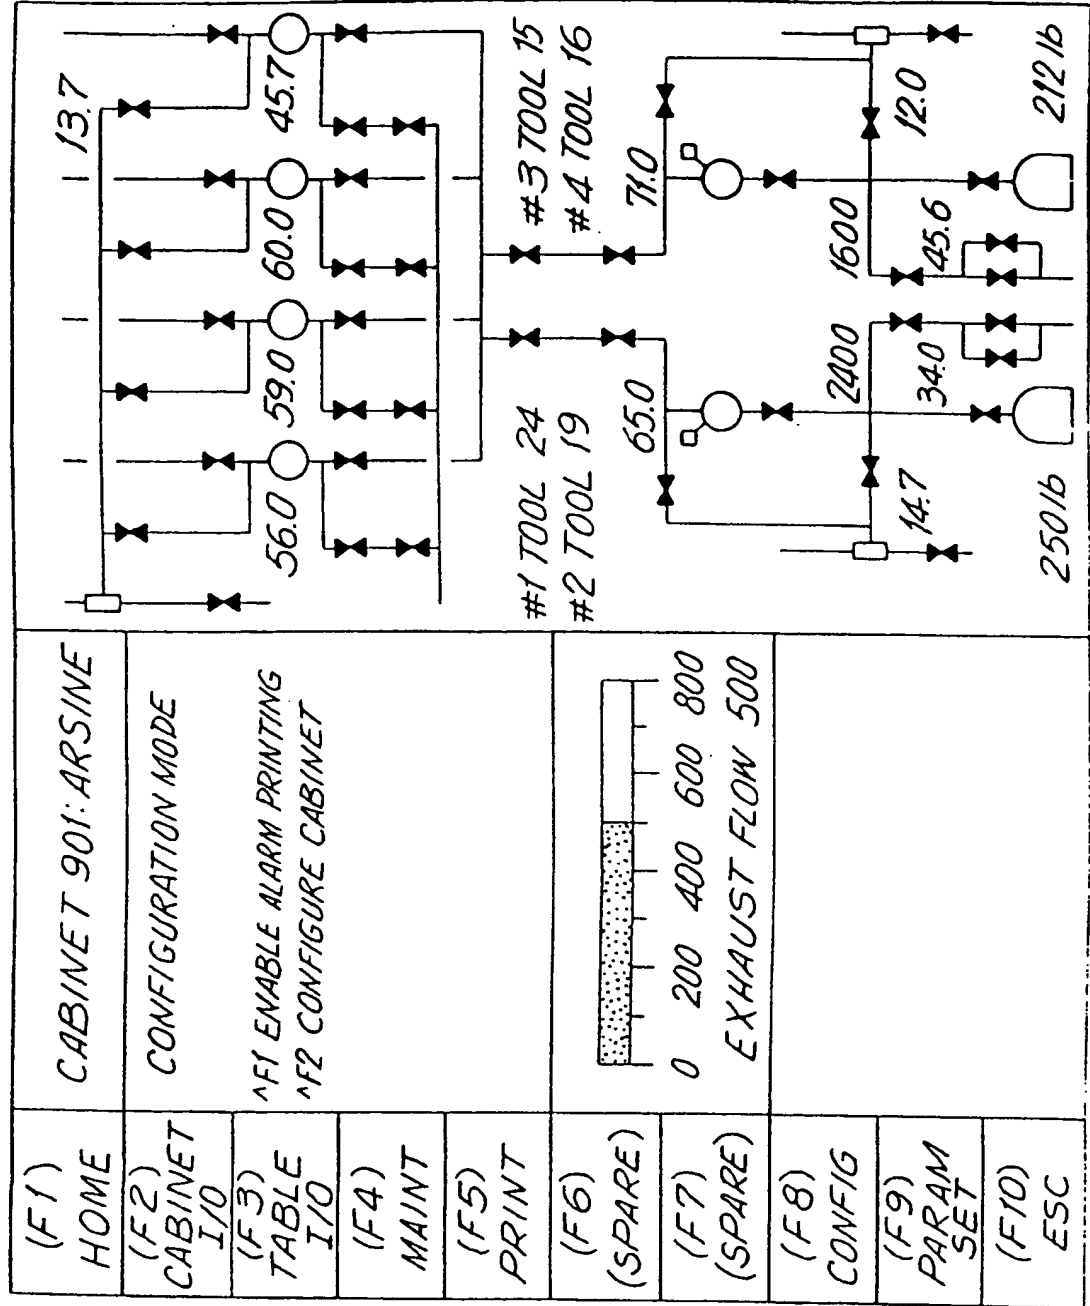 (F1)
HOME
(F2)
CABINET
I/O
(F3)
TABLE
I/O
(F4)
MAINT
(F5)
PRINT
(F6)
(SPARE)
(F7)
(SPARE)
(F8)
CONFIG
(F9)
PARAM
SET
(F10)
ESC
CABINET 901: ARSINE
CONFIGURATION MODE
^F1 ENABLE ALARM PRINTING
^F2 CONFIGURE CABINET
0 200 400 600 800
EXHAUST FLOW 500
13.7
56.0 59.0 60.0 45.7
#1 TOOL 24
#2 TOOL 19
#3 TOOL 15
#4 TOOL 16
65.0 71.0
2400 1600
14.7 34.0 45.6 12.0
250 lb 212 lb